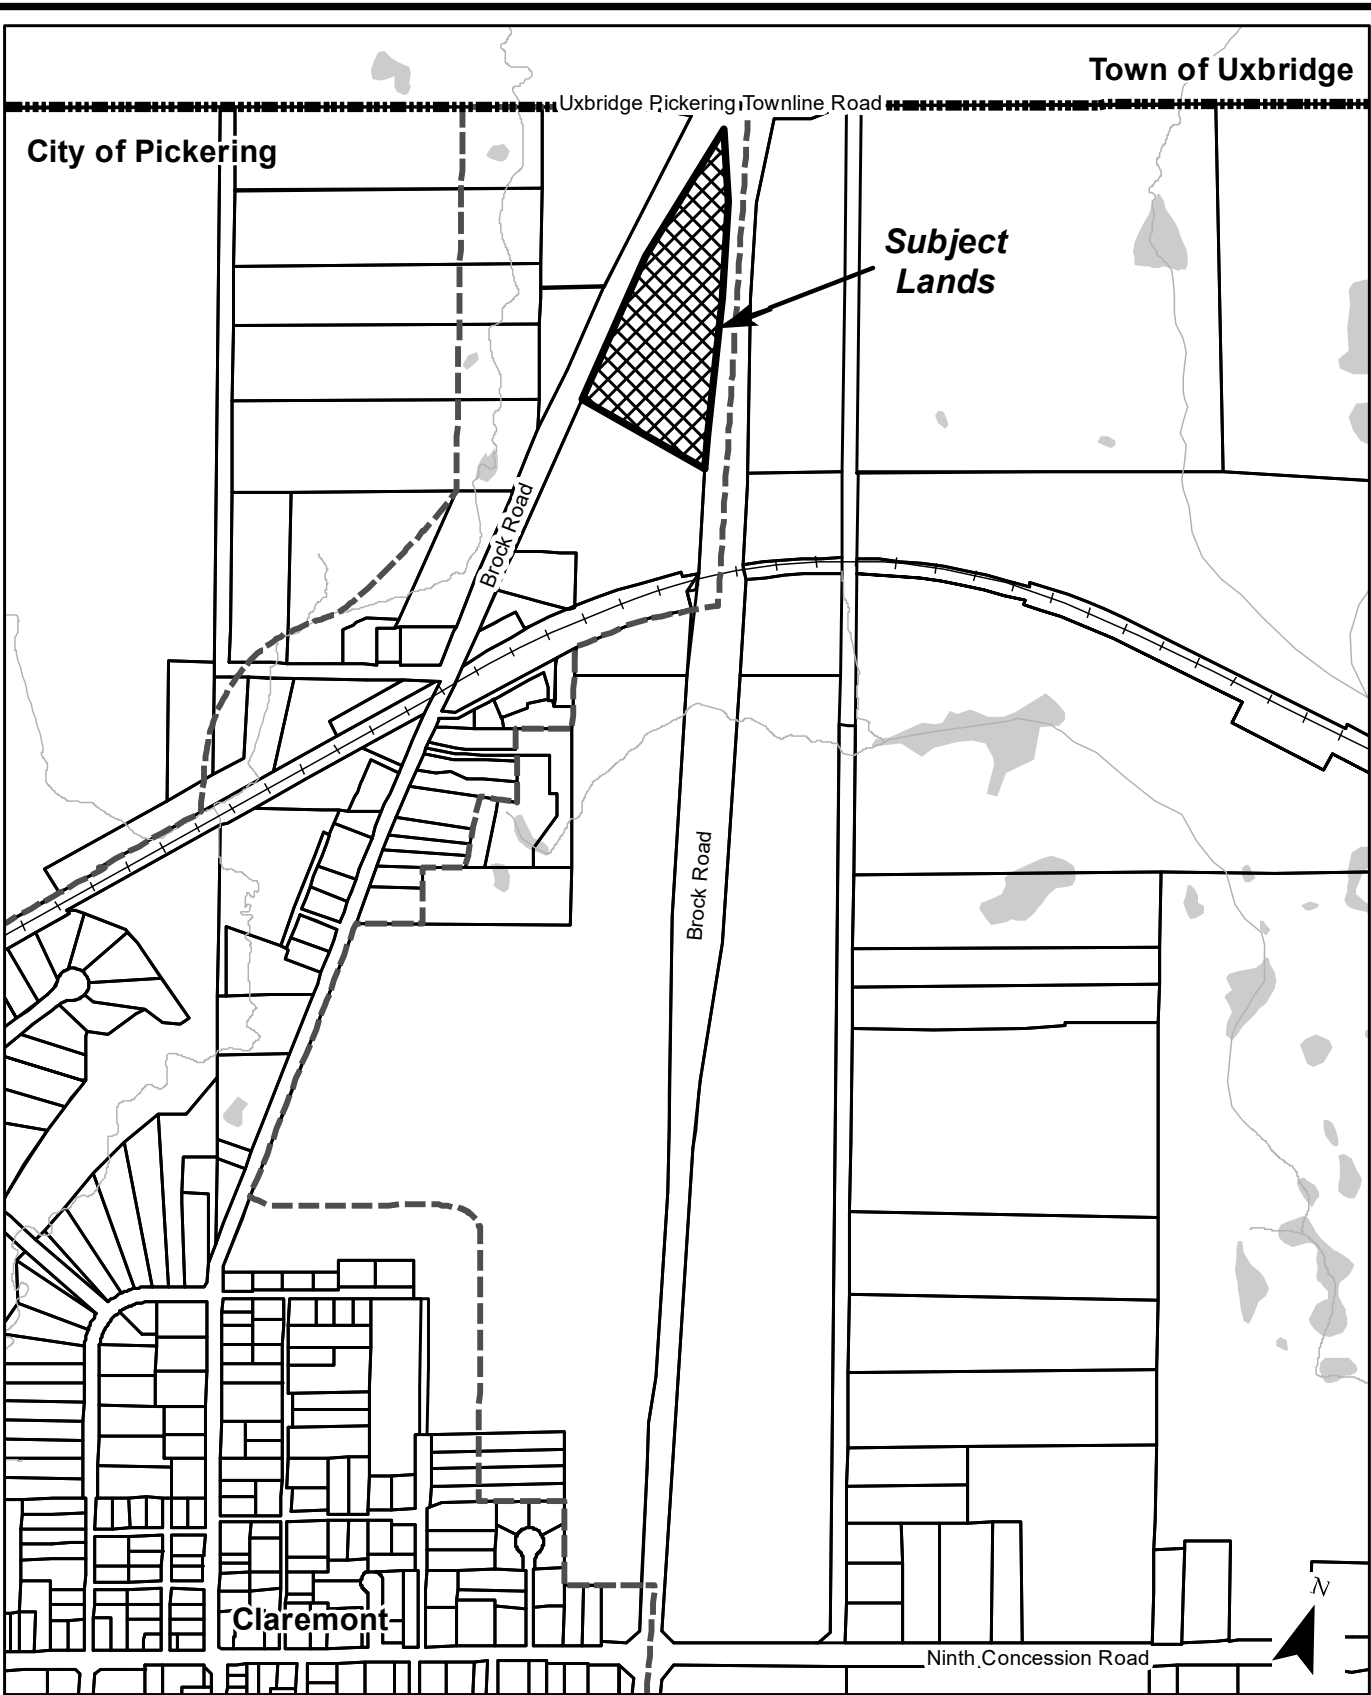 Town of Uxbridge
Uxbridge Pickering Townline Road
City of Pickering
Subject
Lands
Brock Road
Brock Road
Claremont
N
Ninth Concession Road